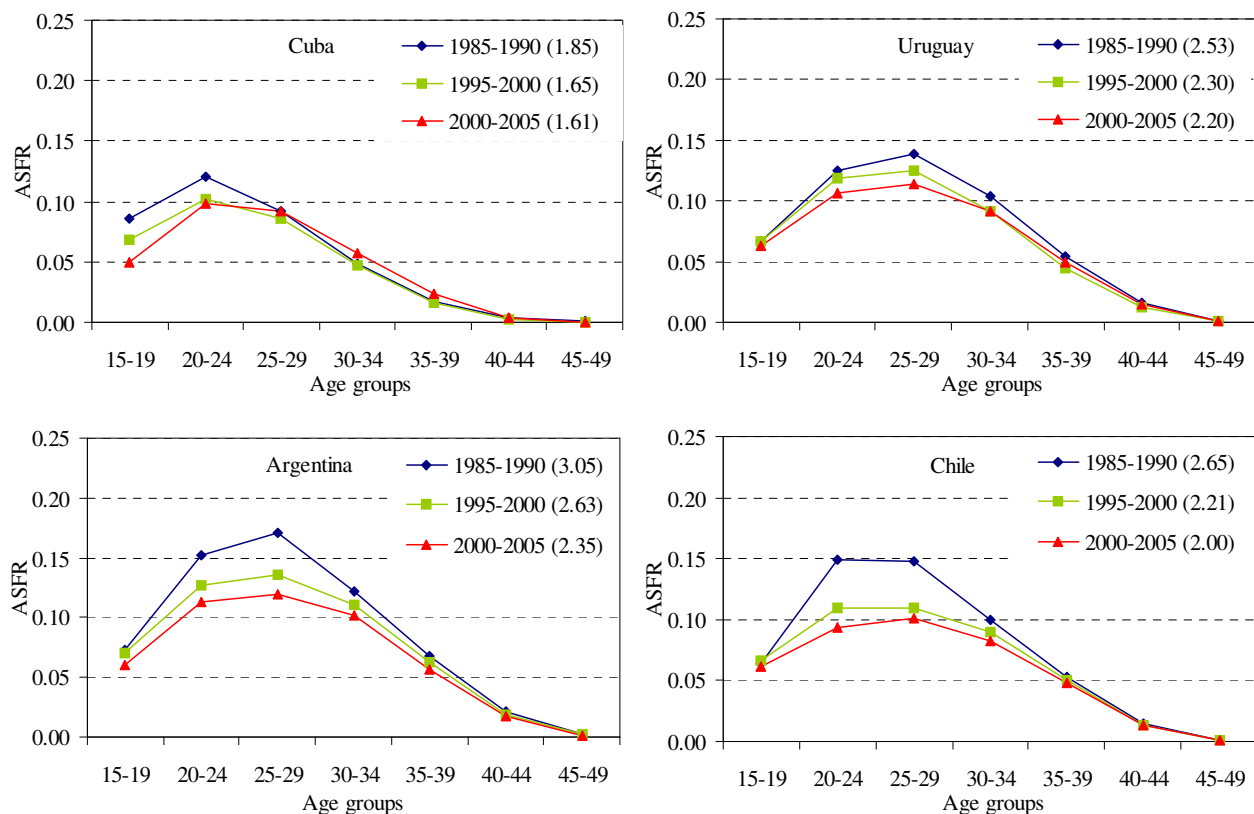 Cuba
1985-1990 (1.85)
1995-2000 (1.65)
2000-2005 (1.61)
0.25
0.20
0.15
0.10
0.05
0.00
ASFR
15-19 20-24 25-29 30-34 35-39 40-44 45-49
Age groups
Uruguay
1985-1990 (2.53)
1995-2000 (2.30)
2000-2005 (2.20)
0.25
0.20
0.15
0.10
0.05
0.00
ASFR
15-19 20-24 25-29 30-34 35-39 40-44 45-49
Age groups
Argentina
1985-1990 (3.05)
1995-2000 (2.63)
2000-2005 (2.35)
0.25
0.20
0.15
0.10
0.05
0.00
ASFR
15-19 20-24 25-29 30-34 35-39 40-44 45-49
Age groups
Chile
1985-1990 (2.65)
1995-2000 (2.21)
2000-2005 (2.00)
0.25
0.20
0.15
0.10
0.05
0.00
ASFR
15-19 20-24 25-29 30-34 35-39 40-44 45-49
Age groups